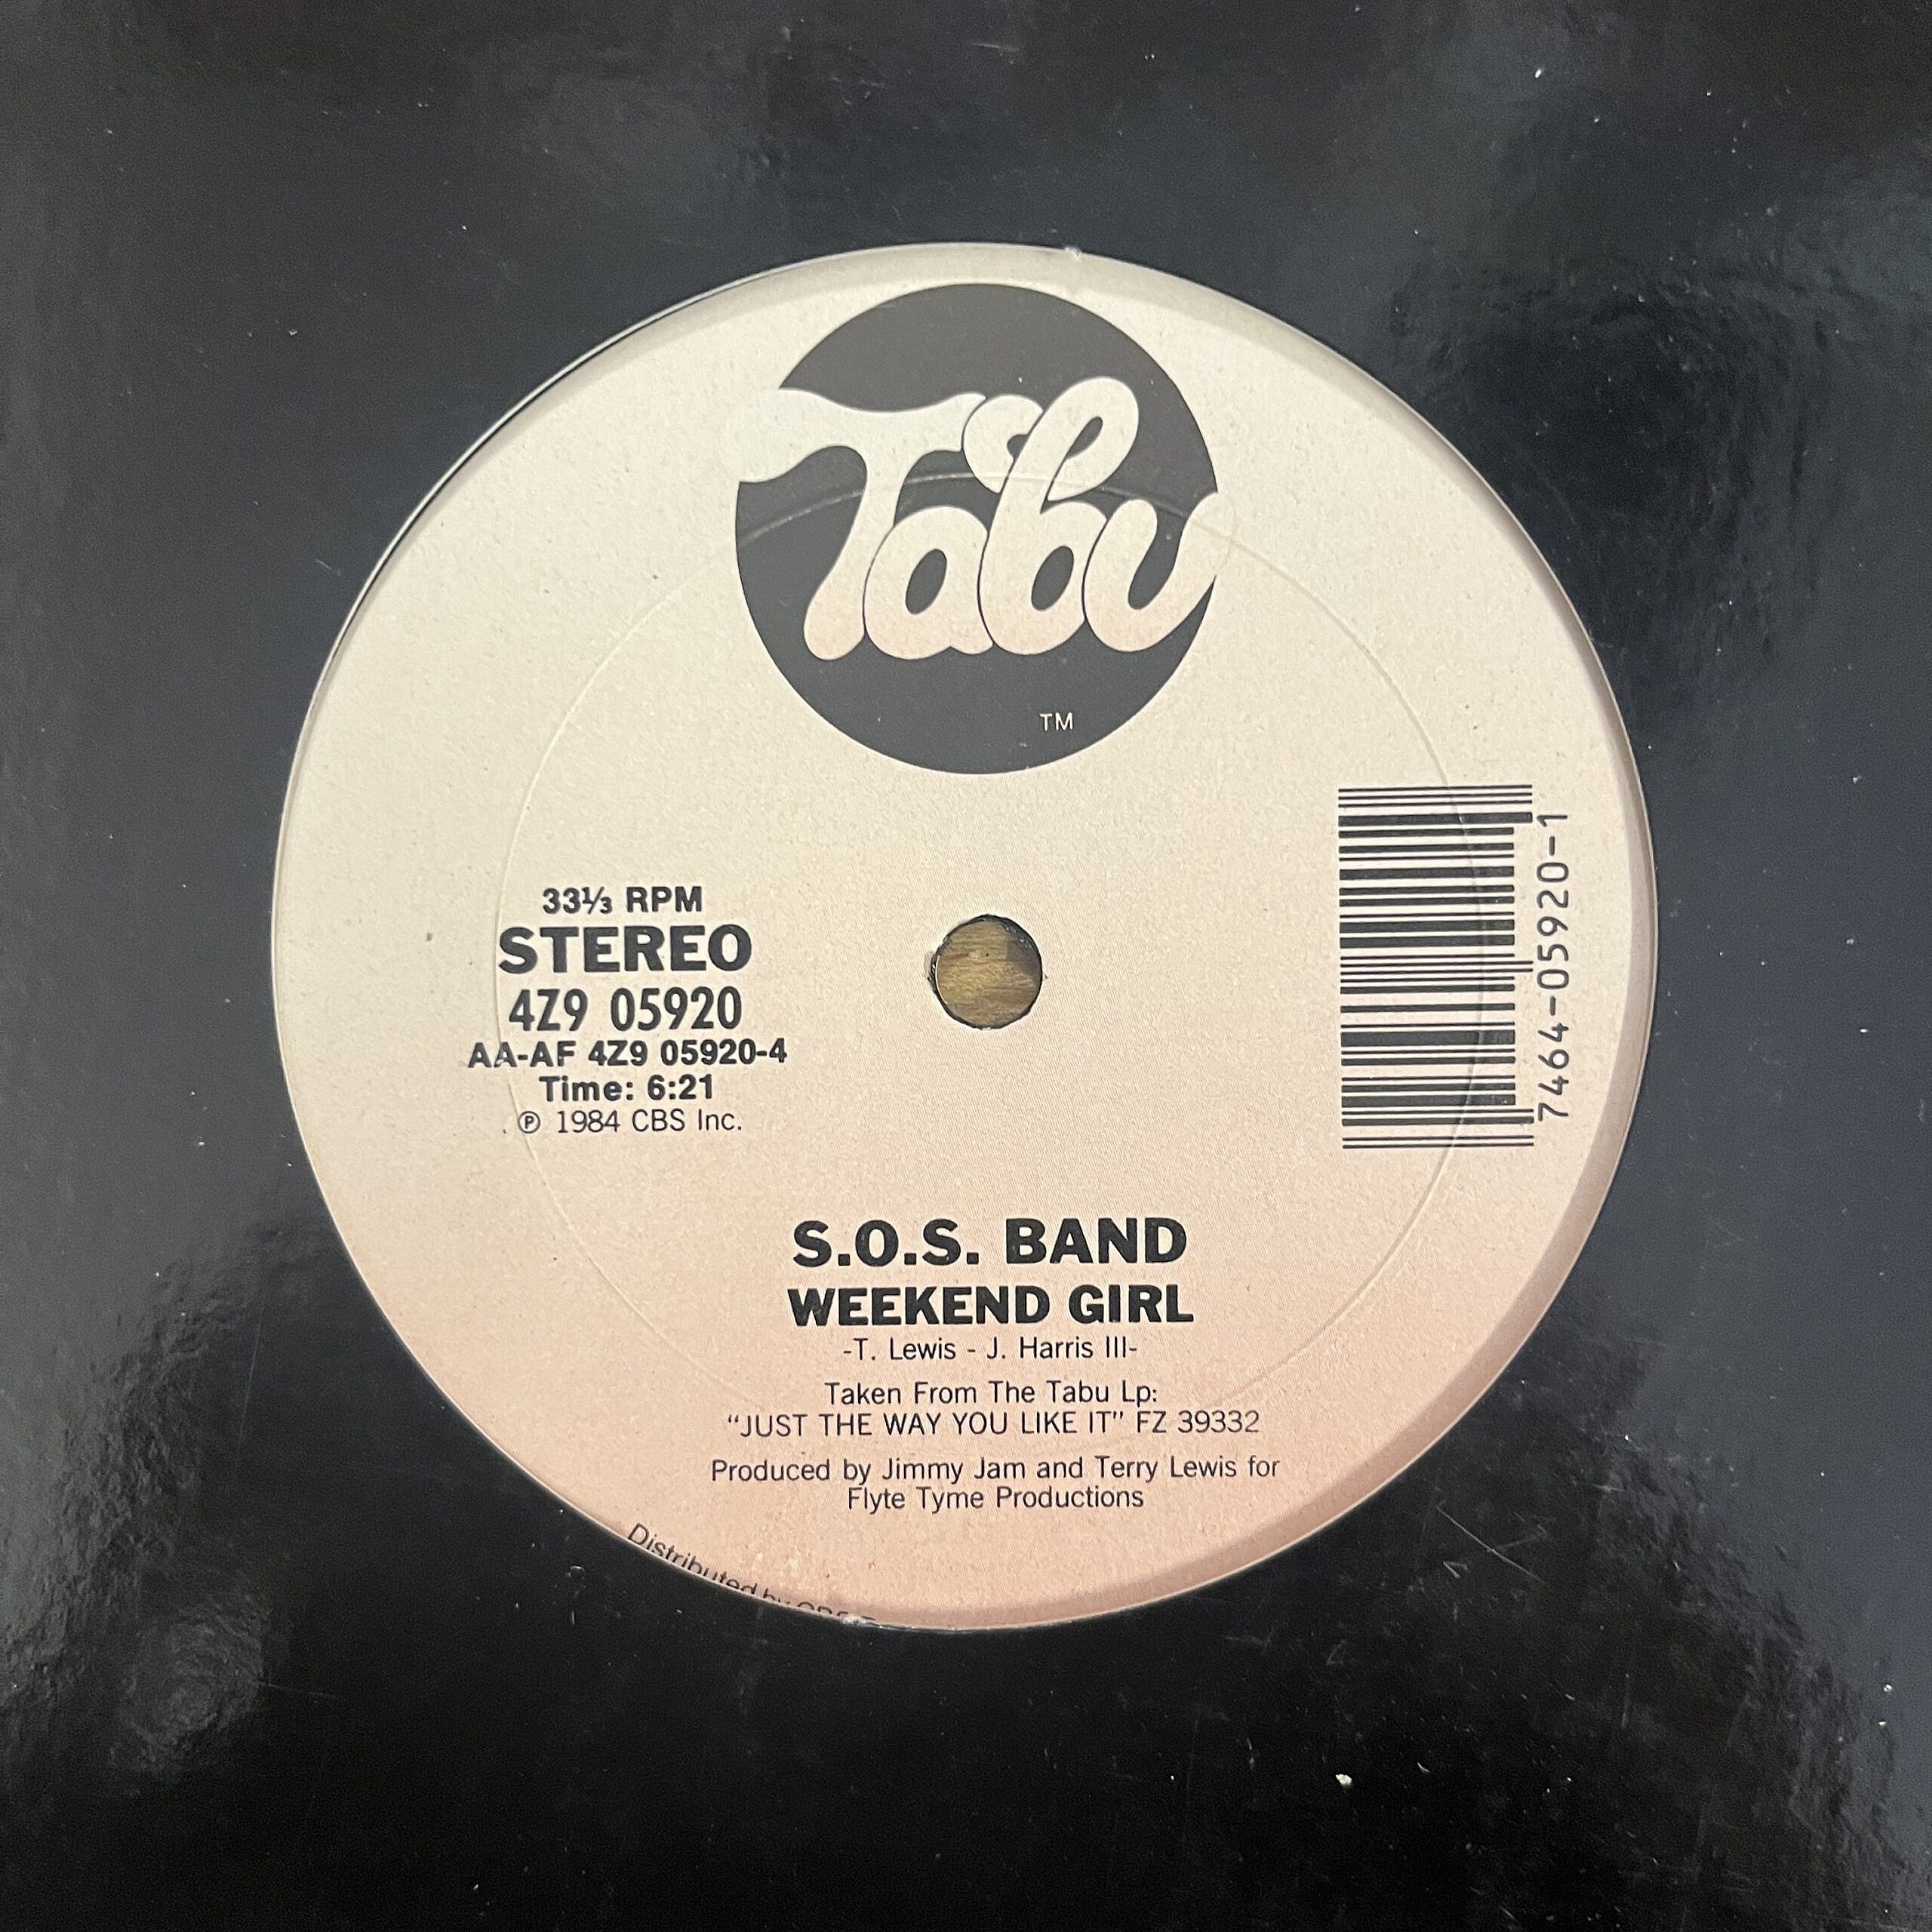 Tabu
TM
33⅓ RPM
STEREO
4Z9 05920
AA-AF 4Z9 05920-4
Time: 6:21
℗ 1984 CBS Inc.
7464-05920-1
S.O.S. BAND
WEEKEND GIRL
-T. Lewis - J. Harris III-
Taken From The Tabu Lp:
“JUST THE WAY YOU LIKE IT” FZ 39332
Produced by Jimmy Jam and Terry Lewis for
Flyte Tyme Productions
Distributed by